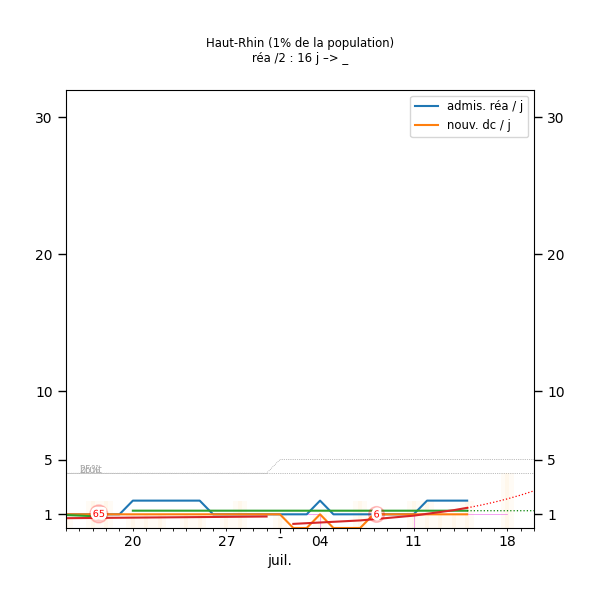 Haut-Rhin (1% de la population)
réa /2 : 16 j –> _
admis. réa / j
nouv. dc / j
30 30
20 20
10 10
5 5
25%
65 6
1 1
20 27 - 04 11 18
juil.